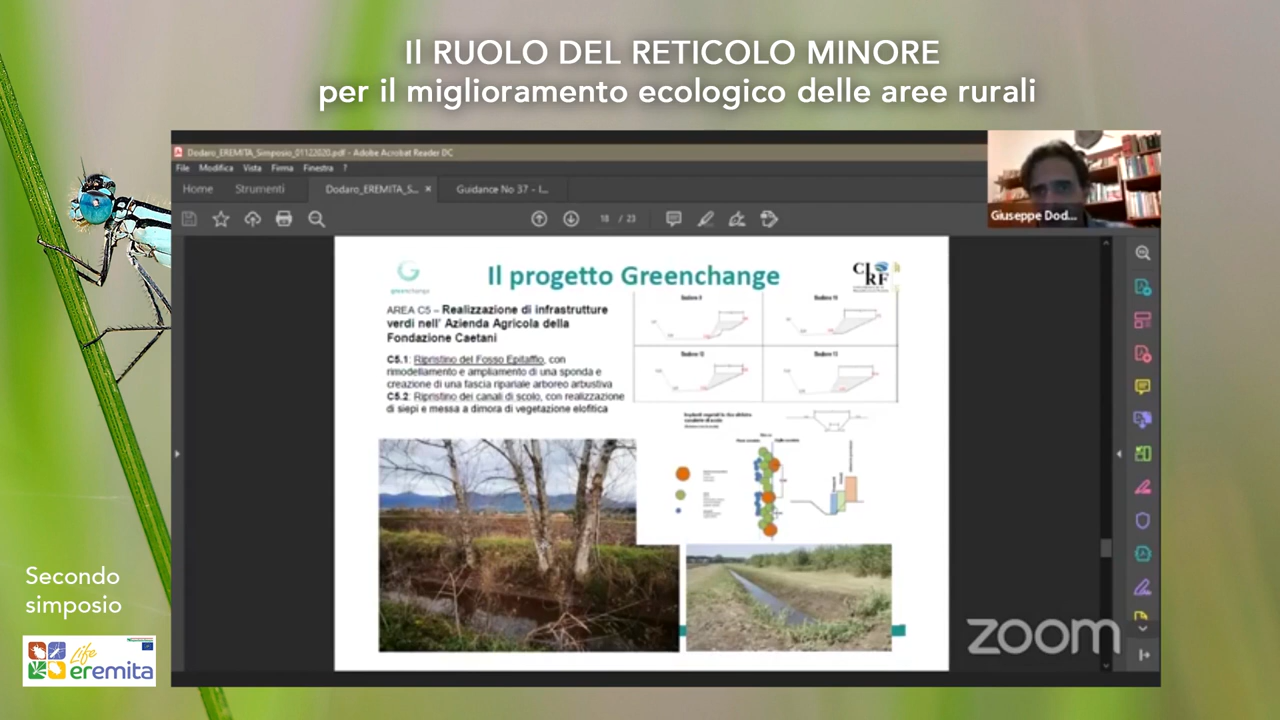 Il RUOLO DEL RETICOLO MINORE
per il miglioramento ecologico delle aree rurali
Dodaro_EREMITA_Simposio_01122020.pdf - Adobe Acrobat Reader DC
File Modifica Vista Firma Finestra ?
Home Strumenti Dodaro_EREMITA_S... × Guidance No 37 - I...
18 / 23
Giuseppe Dod...
greenchange
Il progetto Greenchange
CIRF
AREA C5 – Realizzazione di infrastrutture
verdi nell' Azienda Agricola della
Fondazione Caetani
C5.1: Ripristino del Fosso Epitaffio, con
rimodellamento e ampliamento di una sponda e
creazione di una fascia ripariale arboreo arbustiva
C5.2: Ripristino dei canali di scolo, con realizzazione
di siepi e messa a dimora di vegetazione elofitica
zoom
Secondo
simposio
Life
eremita